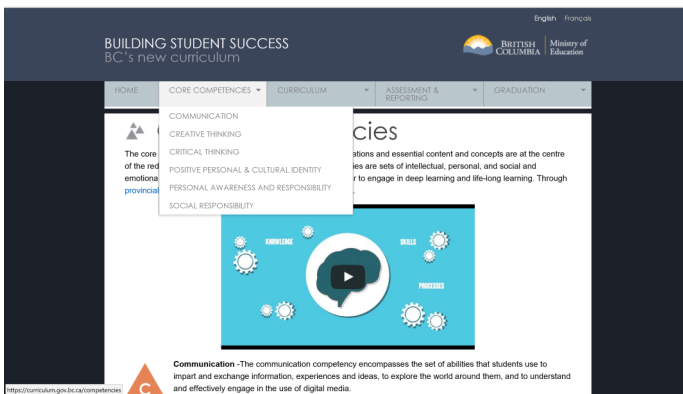 English Français
BUILDING STUDENT SUCCESS
BC's new curriculum
BRITISH COLUMBIA
Ministry of Education
HOME CORE COMPETENCIES CURRICULUM ASSESSMENT & REPORTING GRADUATION
COMMUNICATION
CREATIVE THINKING
CRITICAL THINKING
POSITIVE PERSONAL & CULTURAL IDENTITY
PERSONAL AWARENESS AND RESPONSIBILITY
SOCIAL RESPONSIBILITY
cies
The core ations and essential content and concepts are at the centre
of the red ies are sets of intellectual, personal, and social and
emotiona r to engage in deep learning and life-long learning. Through
provincial
KNOWLEDGE SKILLS
PROCESSES
Communication -The communication competency encompasses the set of abilities that students use to
impart and exchange information, experiences and ideas, to explore the world around them, and to understand
and effectively engage in the use of digital media.
C
https://curriculum.gov.bc.ca/competencies